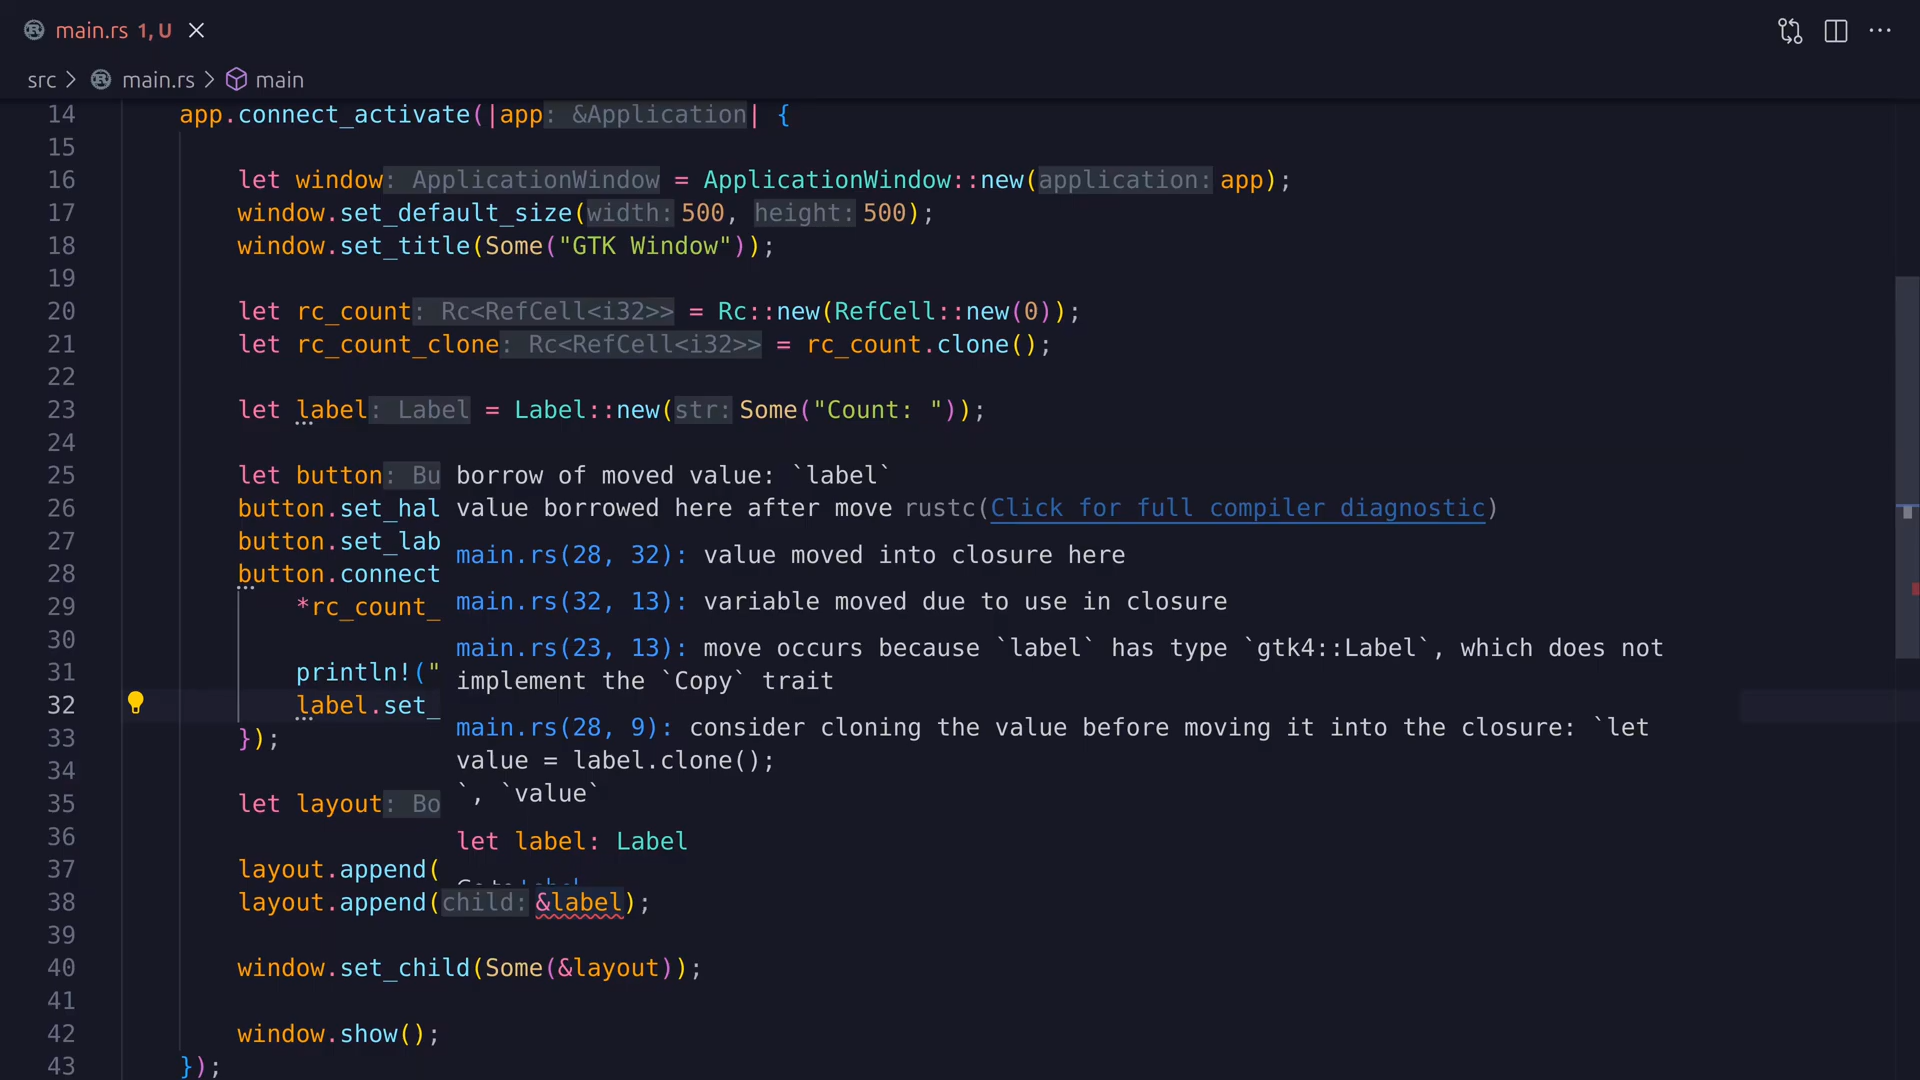 main.rs 1, U
src > main.rs > main
14 app.connect_activate(|app: &Application| {
15
16 let window: ApplicationWindow = ApplicationWindow::new(application: app);
17 window.set_default_size(width: 500, height: 500);
18 window.set_title(Some("GTK Window"));
19
20 let rc_count: Rc<RefCell<i32>> = Rc::new(RefCell::new(0));
21 let rc_count_clone: Rc<RefCell<i32>> = rc_count.clone();
22
23 let label: Label = Label::new(str: Some("Count: "));
24
25 let button: Bu
26 button.set_hal
27 button.set_lab
28 button.connect
29 *rc_count_
30
31 println!("
32 label.set_
33 });
34
35 let layout: Bo
36
37 layout.append(
38 layout.append(child: &label);
39
40 window.set_child(Some(&layout));
41
42 window.show();
43 });
borrow of moved value: `label`
value borrowed here after move rustc(Click for full compiler diagnostic)
main.rs(28, 32): value moved into closure here
main.rs(32, 13): variable moved due to use in closure
main.rs(23, 13): move occurs because `label` has type `gtk4::Label`, which does not
implement the `Copy` trait
main.rs(28, 9): consider cloning the value before moving it into the closure: `let
value = label.clone();
`, `value`
let label: Label